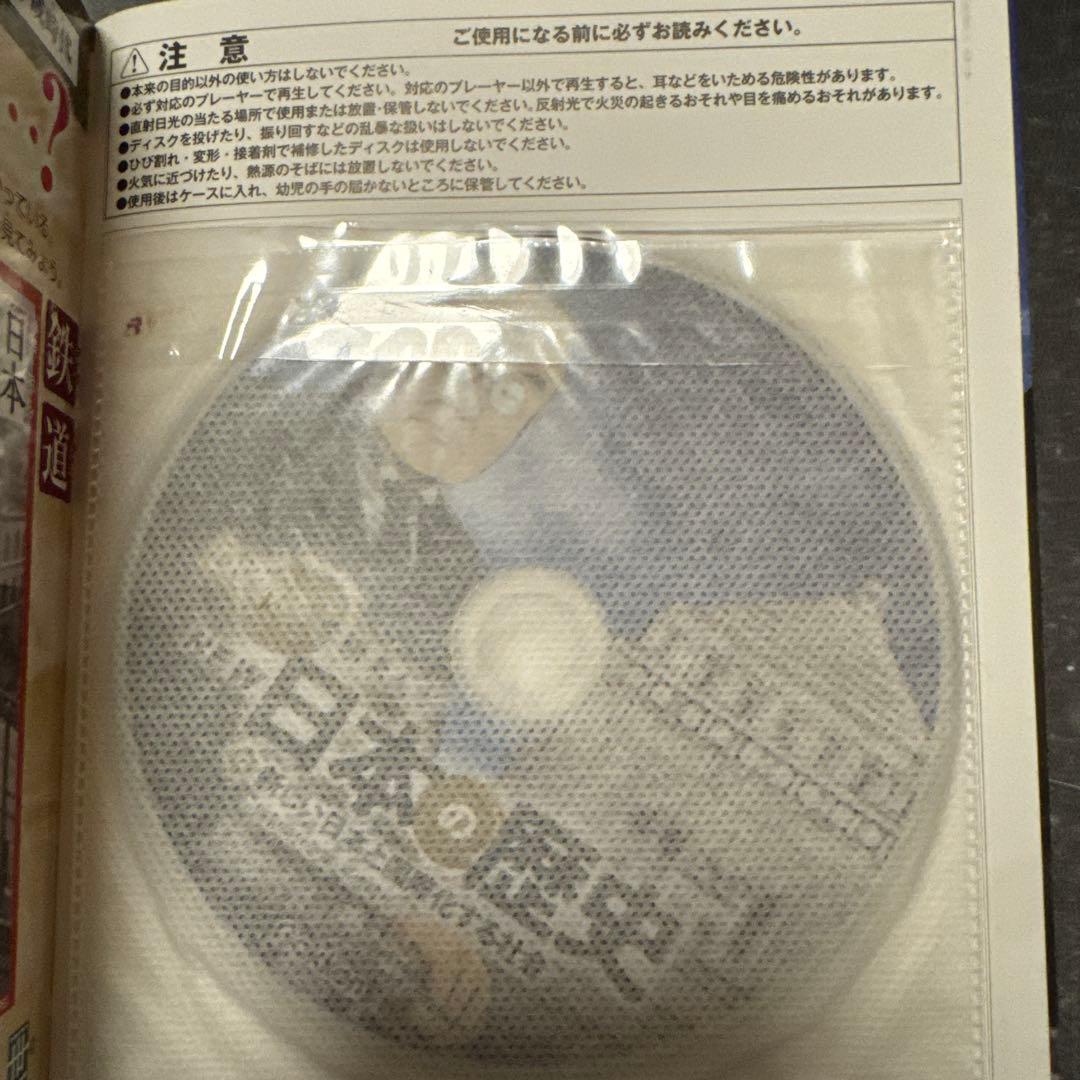 注意
ご使用になる前に必ずお読みください。
●本来の目的以外の使い方はしないでください。
●必ず対応のプレーヤーで再生してください。対応のプレーヤー以外で再生すると、耳などをいためる危険性があります。
●直射日光の当たる場所で使用または放置・保管しないでください。反射光で火災の起きるおそれや目を痛めるおそれがあります。
●ディスクを投げたり、振り回すなどの乱暴な扱いはしないでください。
●ひび割れ・変形・接着剤で補修したディスクは使用しないでください。
●火気に近づけたり、熱源のそばには放置しないでください。
●使用後はケースに入れ、幼児の手の届かないところに保管してください。
?
っている。
見てみよう。
鉄道
日本
日本の歴史